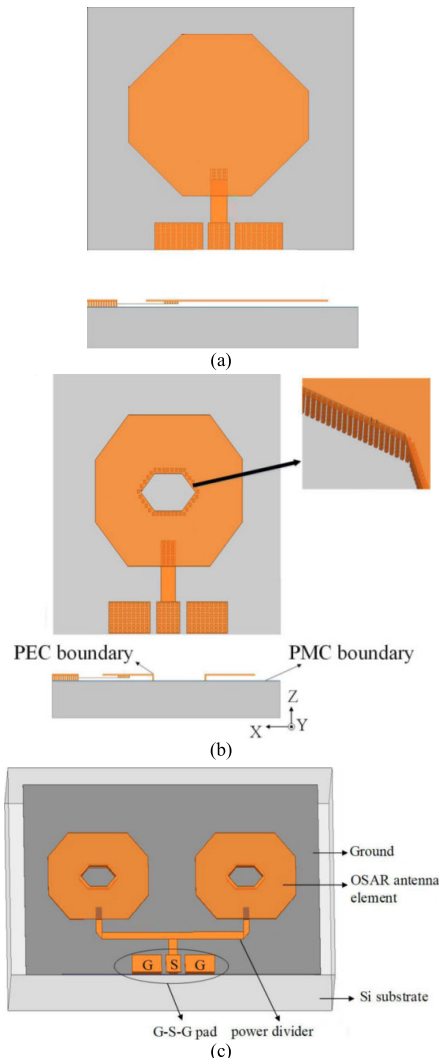 (a)
PEC boundary
PMC boundary
Z
X
Y
(b)
Ground
OSAR antenna
element
G S G
Si substrate
G-S-G pad
power divider
(c)